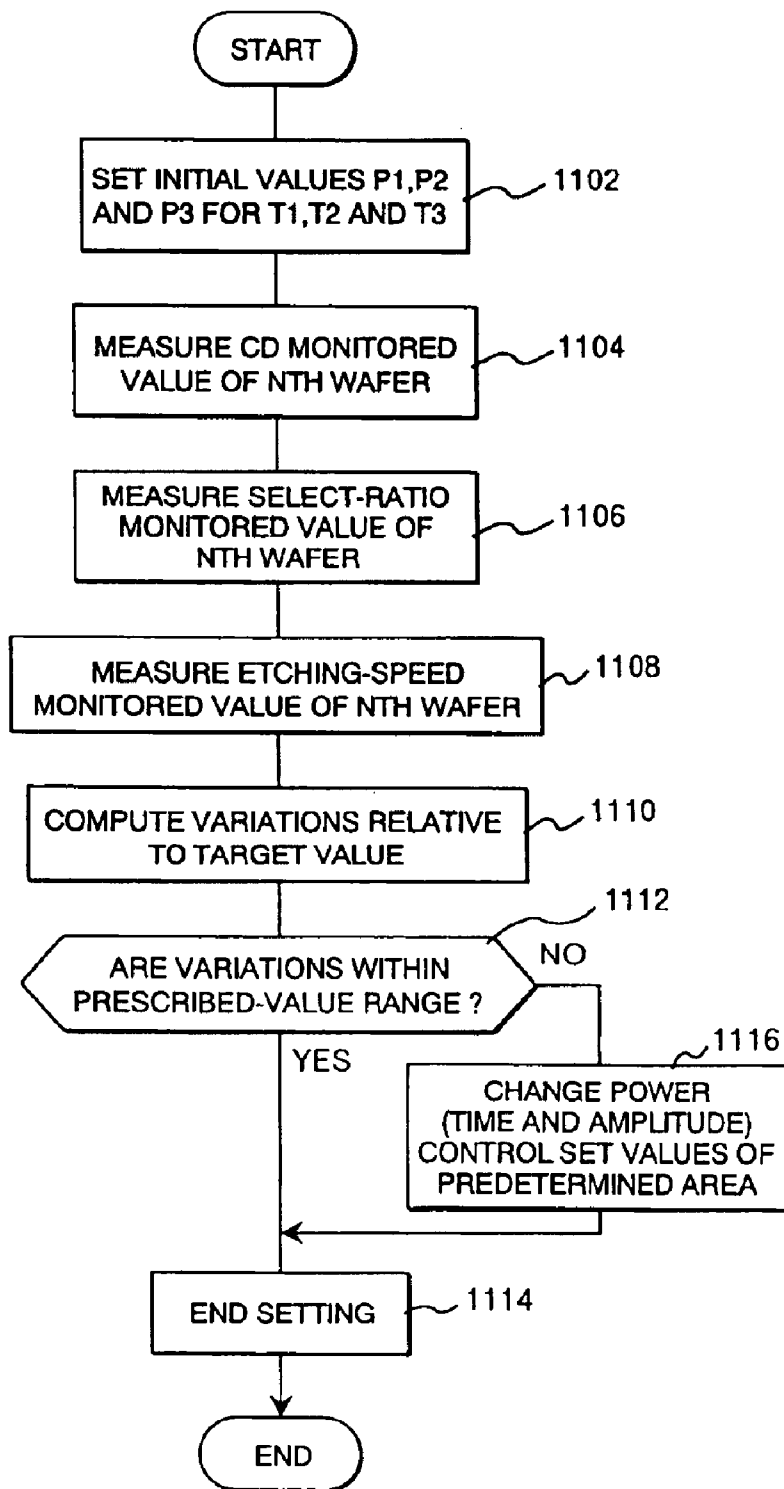 START
SET INITIAL VALUES P1,P2
AND P3 FOR T1,T2 AND T3
1102
MEASURE CD MONITORED
VALUE OF NTH WAFER
1104
MEASURE SELECT-RATIO
MONITORED VALUE OF
NTH WAFER
1106
MEASURE ETCHING-SPEED
MONITORED VALUE OF NTH WAFER
1108
COMPUTE VARIATIONS RELATIVE
TO TARGET VALUE
1110
1112
ARE VARIATIONS WITHIN
PRESCRIBED-VALUE RANGE ?
NO
YES
1116
CHANGE POWER
(TIME AND AMPLITUDE)
CONTROL SET VALUES OF
PREDETERMINED AREA
END SETTING
1114
END